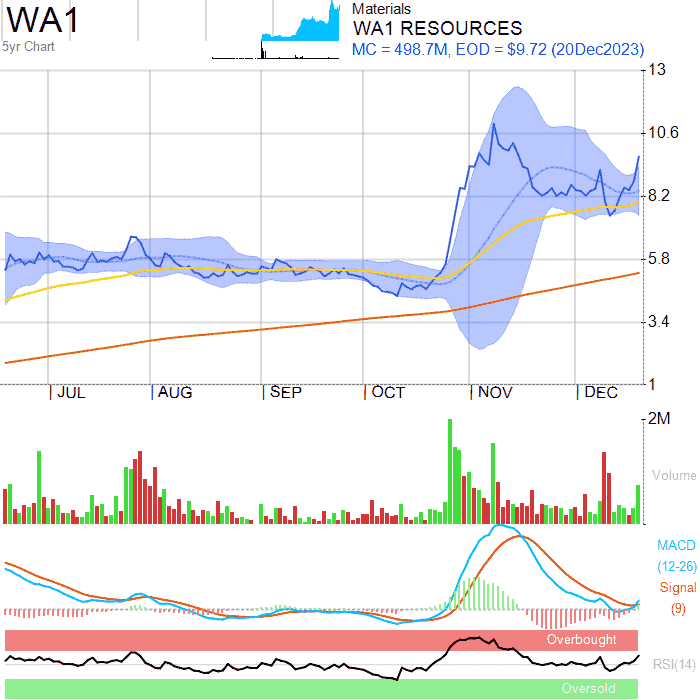 WA1
5yr Chart
Materials
WA1 RESOURCES
MC = 498.7M, EOD = $9.72 (20Dec2023)
13
10.6
8.2
5.8
3.4
1
JUL AUG SEP OCT NOV DEC
2M
Volume
MACD
(12-26)
Signal
(9)
Overbought
RSI(14)
Oversold